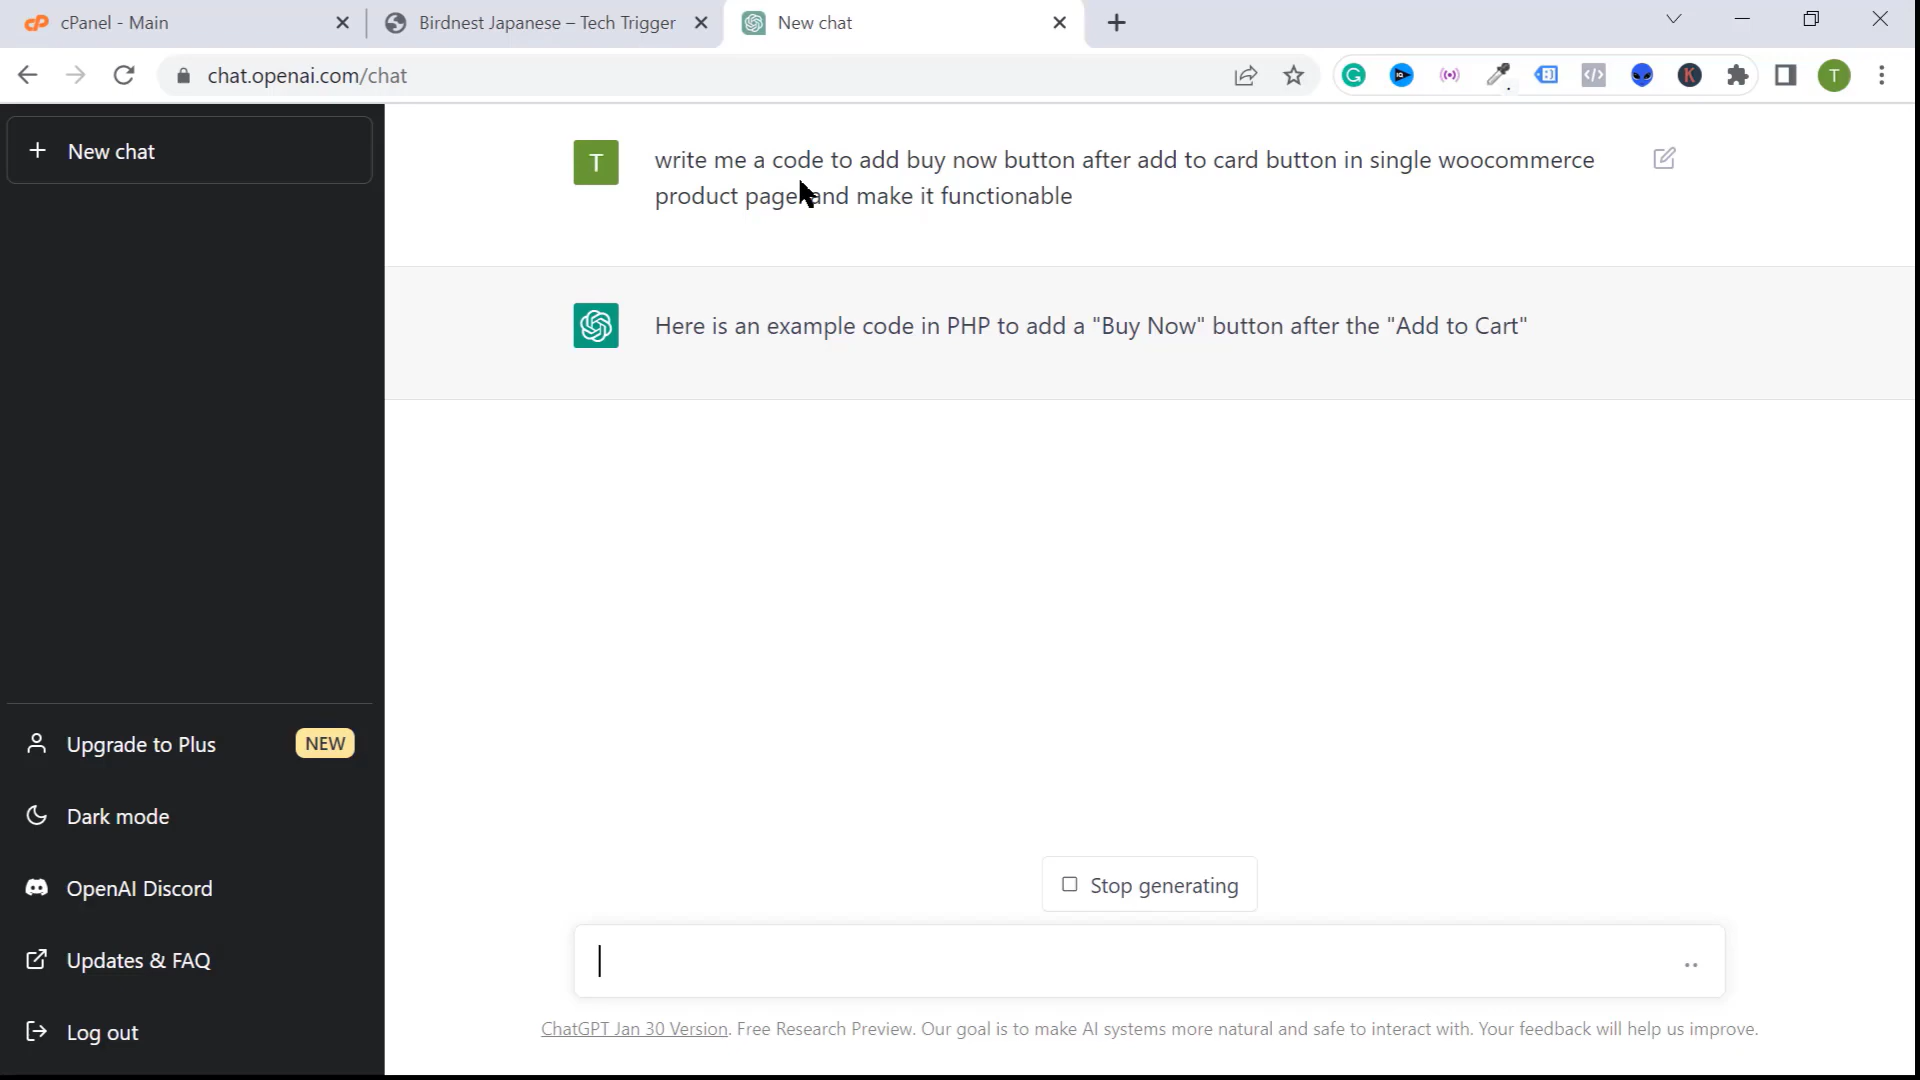 cPanel - Main
Birdnest Japanese – Tech Trigger
New chat
chat.openai.com/chat
T
New chat
T
write me a code to add buy now button after add to card button in single woocommerce
product page and make it functionable
Here is an example code in PHP to add a "Buy Now" button after the "Add to Cart"
Upgrade to Plus
NEW
Dark mode
OpenAI Discord
Updates & FAQ
Log out
Stop generating
ChatGPT Jan 30 Version. Free Research Preview. Our goal is to make AI systems more natural and safe to interact with. Your feedback will help us improve.